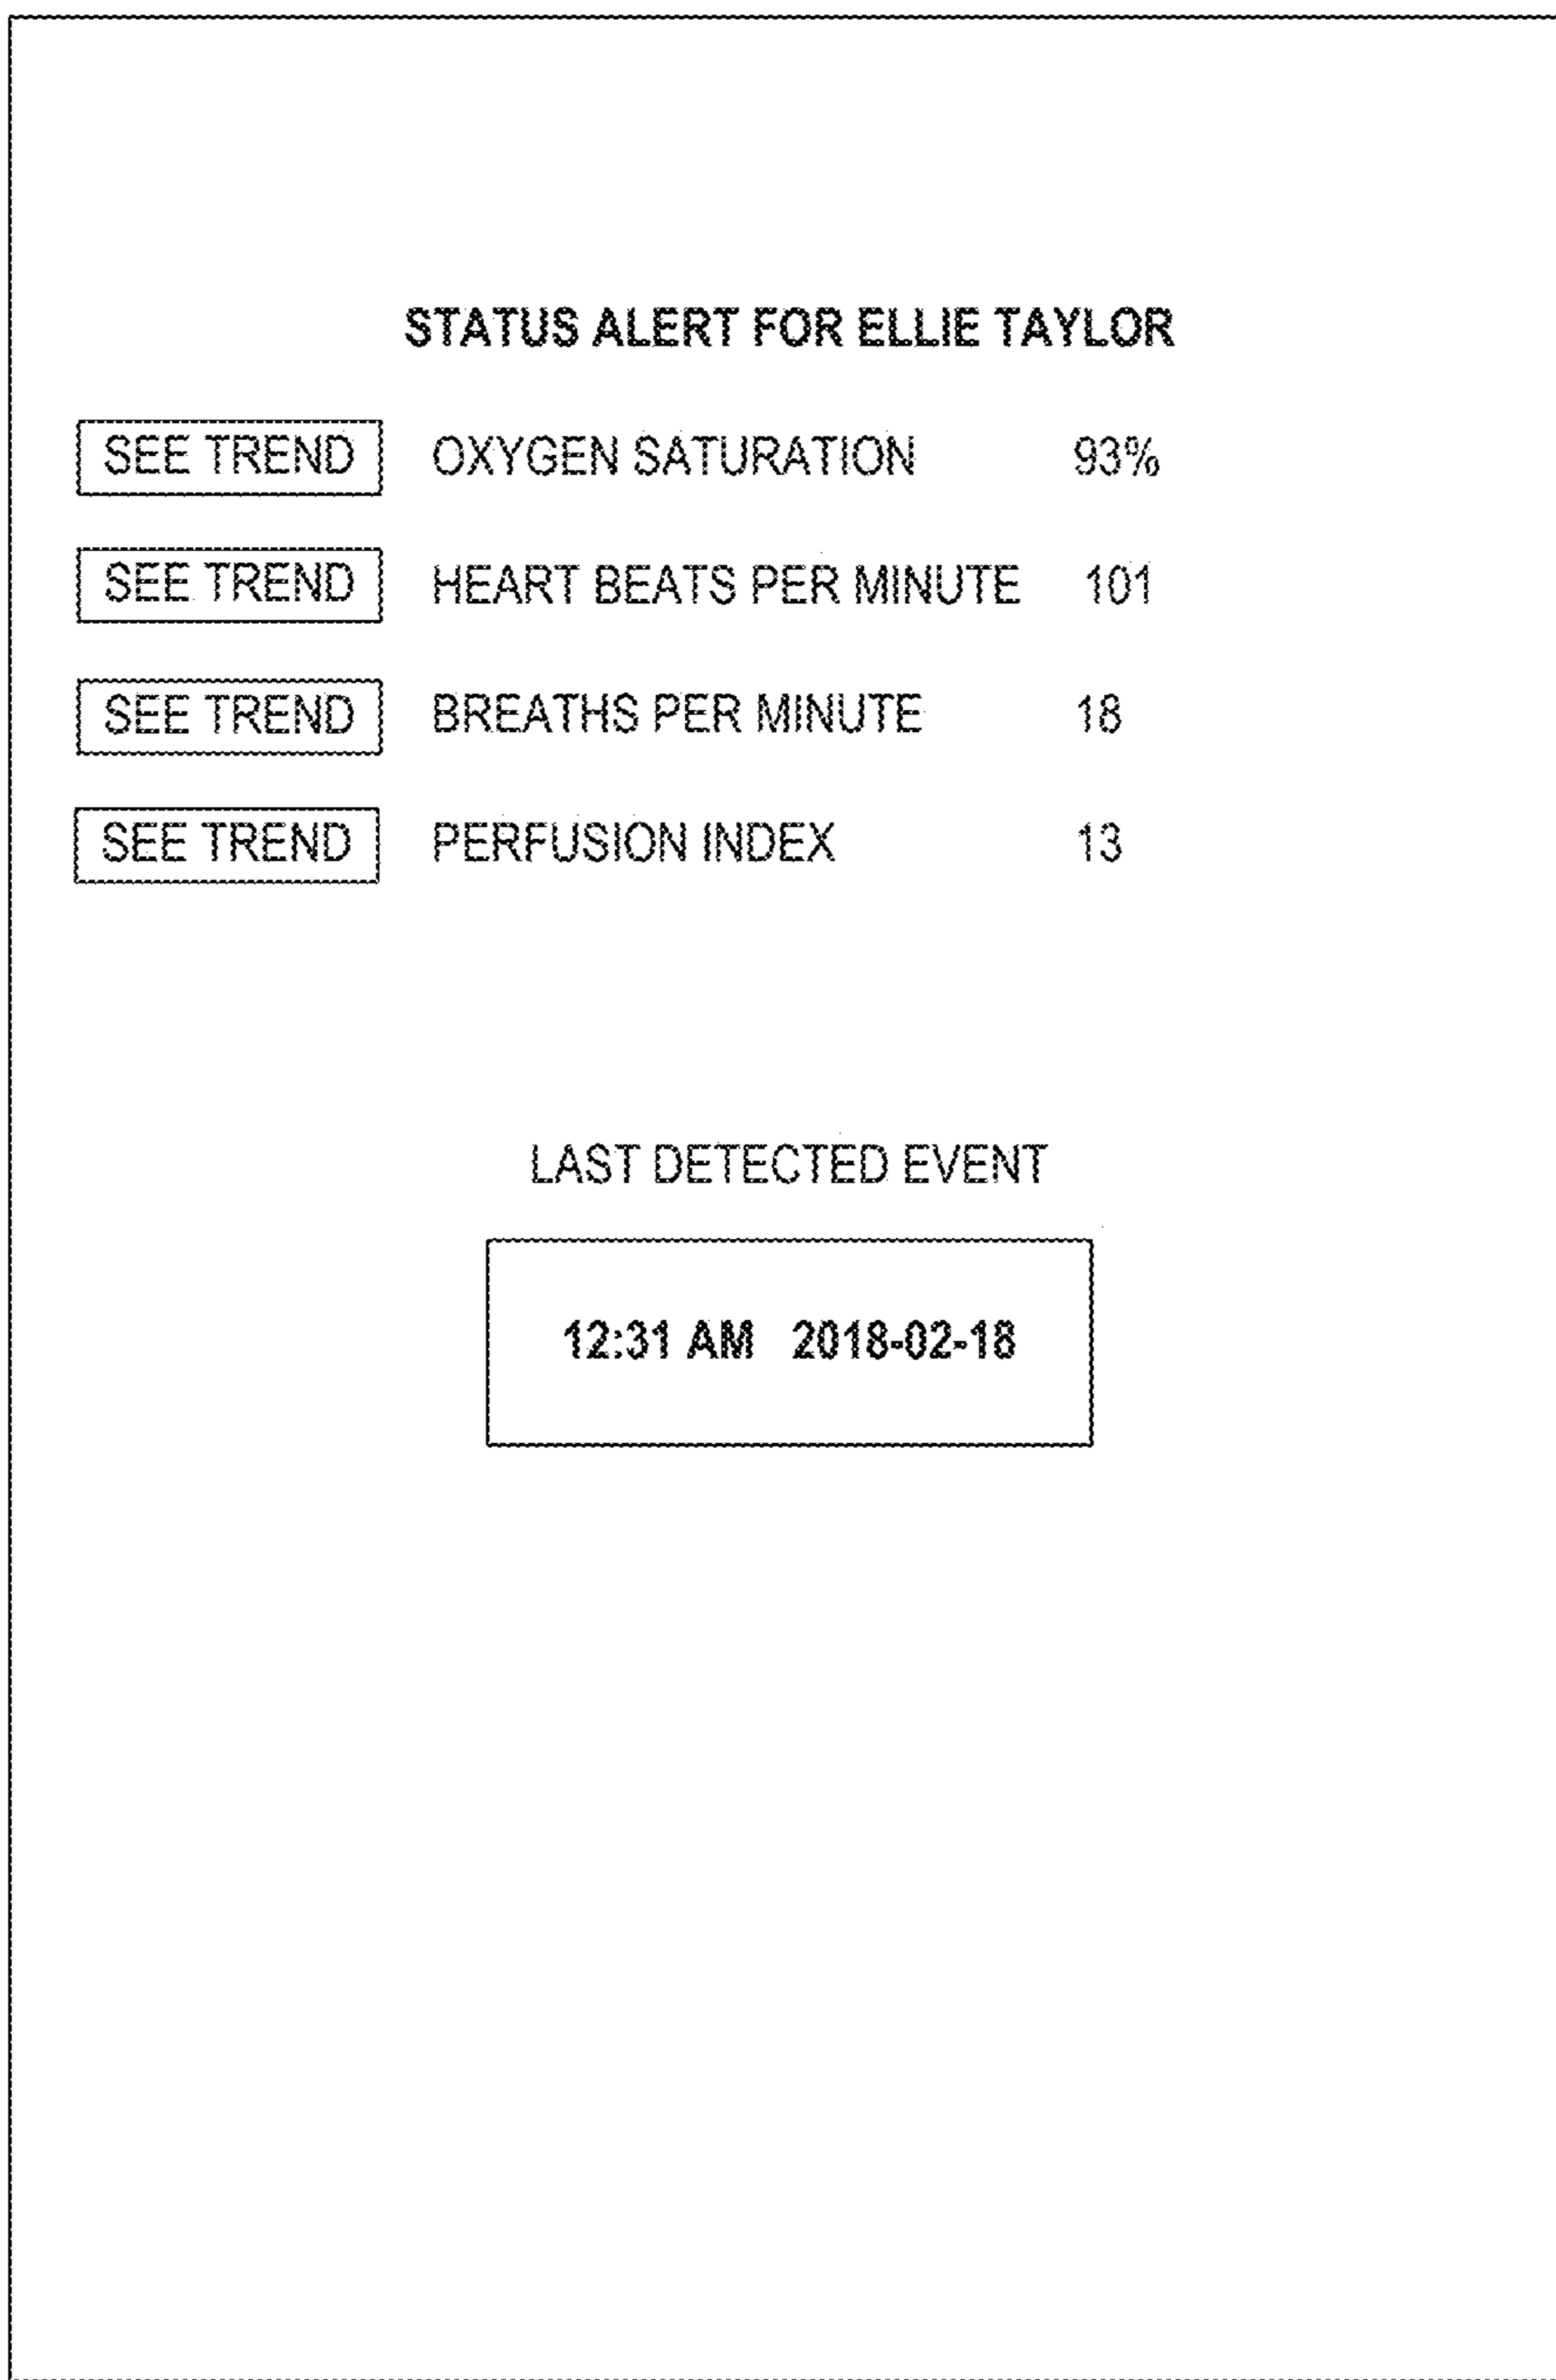 STATUS ALERT FOR ELLIE TAYLOR
SEE TREND OXYGEN SATURATION 93%
SEE TREND HEART BEATS PER MINUTE 101
SEE TREND BREATHS PER MINUTE 18
SEE TREND PERFUSION INDEX 13
LAST DETECTED EVENT
12:31 AM 2018-02-18